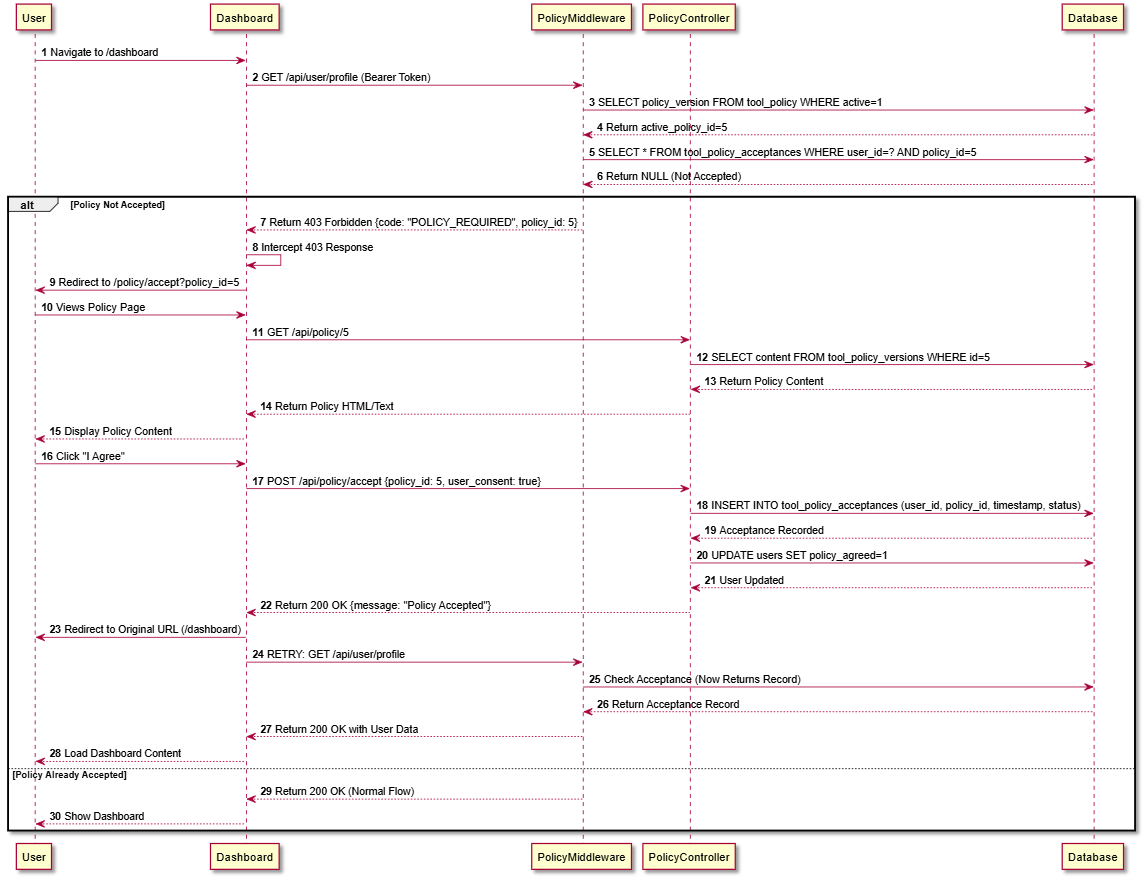 User Dashboard PolicyMiddleware PolicyController Database
1 Navigate to /dashboard
2 GET /api/user/profile (Bearer Token)
3 SELECT policy_version FROM tool_policy WHERE active=1
4 Return active_policy_id=5
5 SELECT * FROM tool_policy_acceptances WHERE user_id=? AND policy_id=5
6 Return NULL (Not Accepted)
alt [Policy Not Accepted]
7 Return 403 Forbidden {code: "POLICY_REQUIRED", policy_id: 5}
8 Intercept 403 Response
9 Redirect to /policy/accept?policy_id=5
10 Views Policy Page
11 GET /api/policy/5
12 SELECT content FROM tool_policy_versions WHERE id=5
13 Return Policy Content
14 Return Policy HTML/Text
15 Display Policy Content
16 Click "I Agree"
17 POST /api/policy/accept {policy_id: 5, user_consent: true}
18 INSERT INTO tool_policy_acceptances (user_id, policy_id, timestamp, status)
19 Acceptance Recorded
20 UPDATE users SET policy_agreed=1
21 User Updated
22 Return 200 OK {message: "Policy Accepted"}
23 Redirect to Original URL (/dashboard)
24 RETRY: GET /api/user/profile
25 Check Acceptance (Now Returns Record)
26 Return Acceptance Record
27 Return 200 OK with User Data
28 Load Dashboard Content
[Policy Already Accepted]
29 Return 200 OK (Normal Flow)
30 Show Dashboard
User Dashboard PolicyMiddleware PolicyController Database